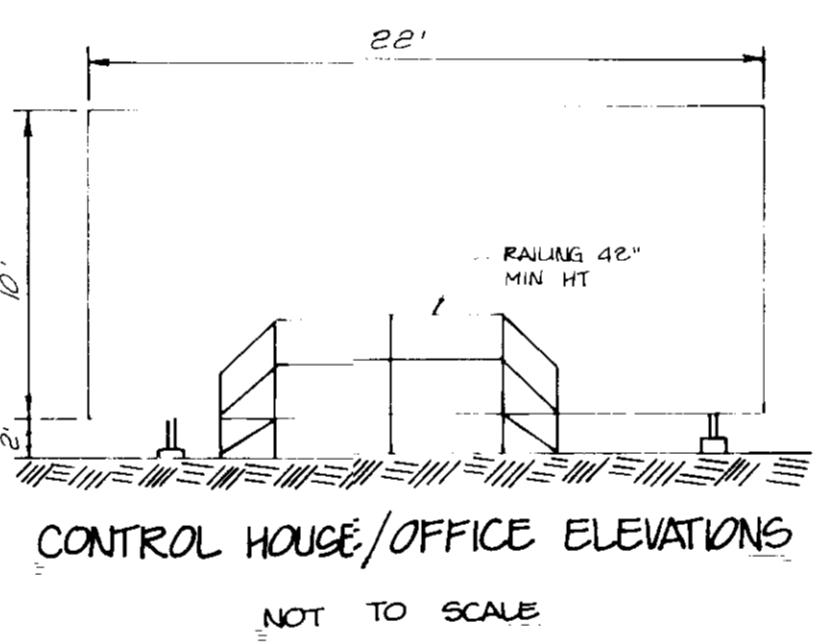 22'
10'
RAILING 42"
MIN HT
2'
CONTROL HOUSE/OFFICE ELEVATIONS
NOT TO SCALE